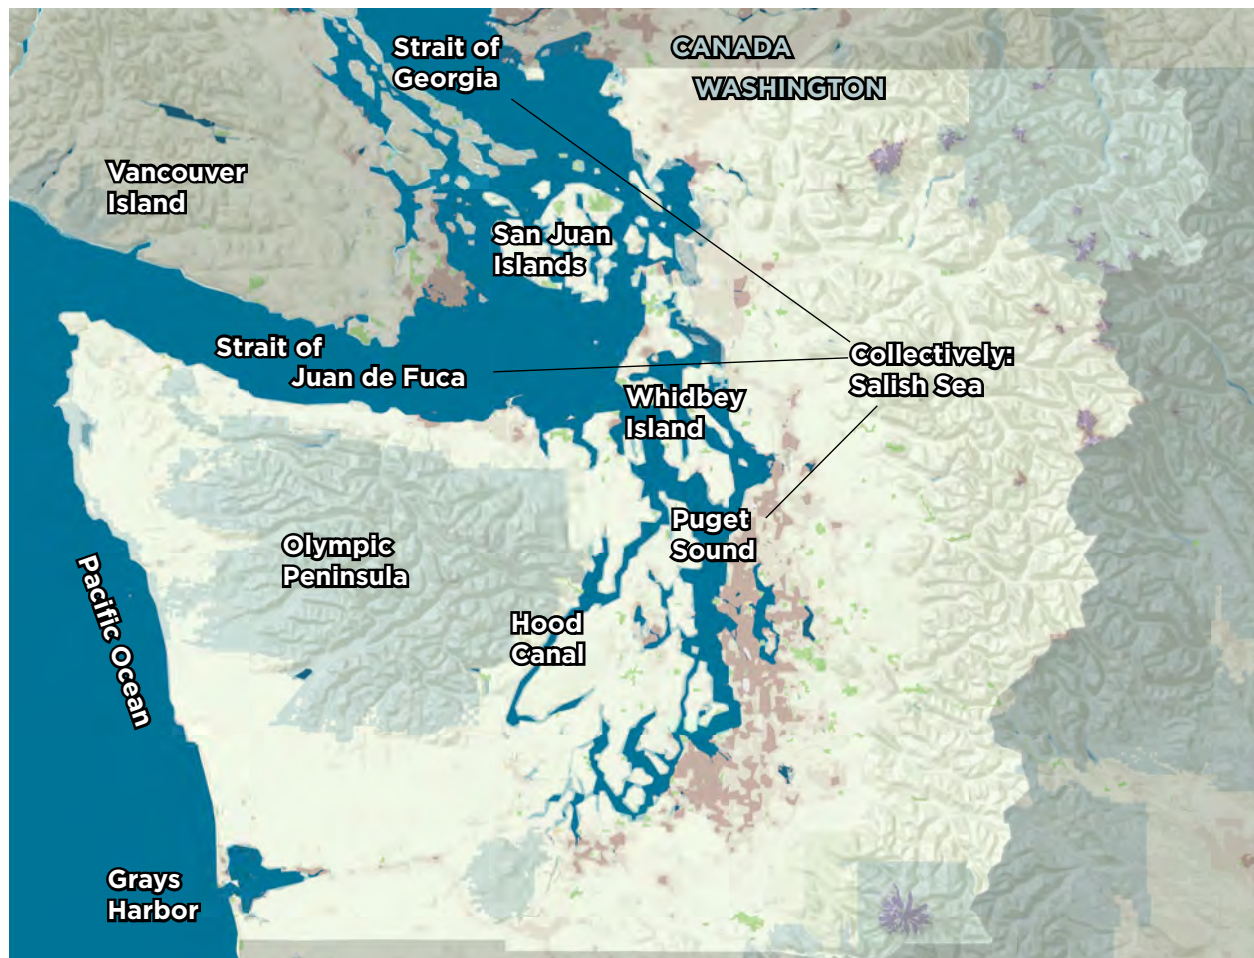 Strait of
Georgia
CANADA
WASHINGTON
Vancouver
Island
San Juan
Islands
Strait of
Juan de Fuca
Collectively:
Salish Sea
Whidbey
Island
Puget
Sound
Olympic
Peninsula
Pacific Ocean
Hood
Canal
Grays
Harbor